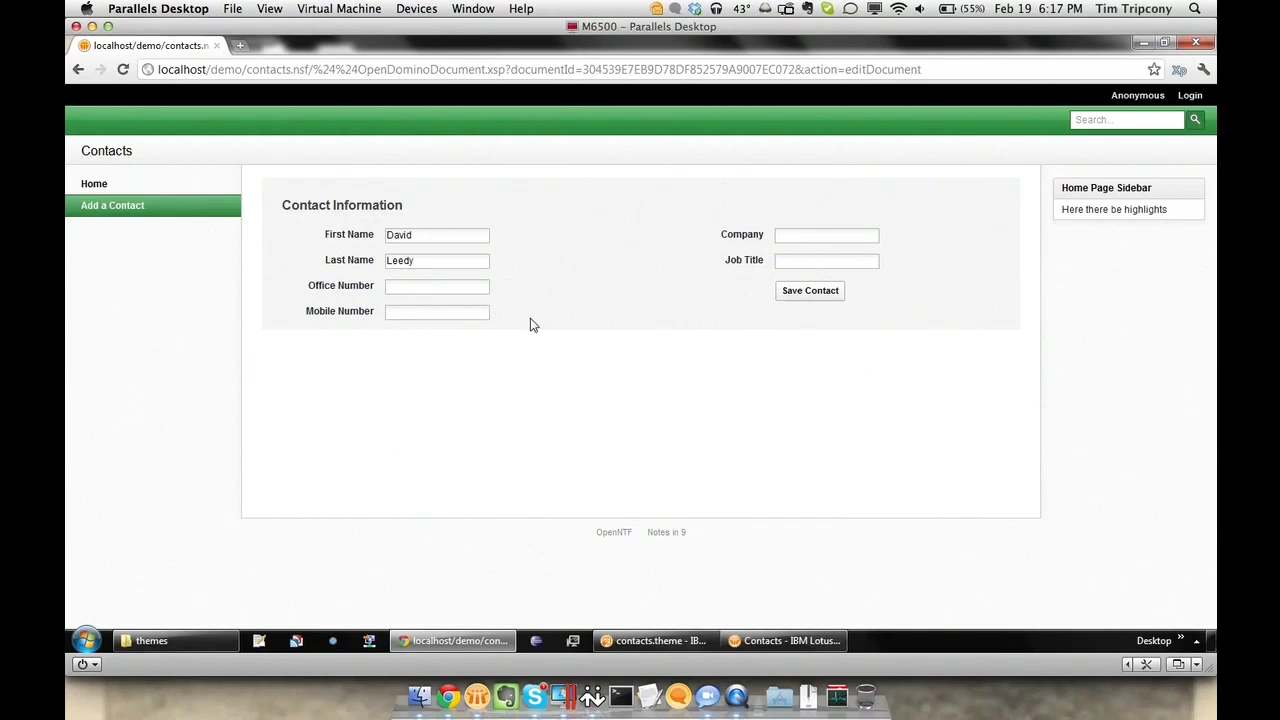 Parallels Desktop File View Virtual Machine Devices Window Help 43° (55%) Feb 19 6:17 PM Tim Tripcony
M6500 – Parallels Desktop
localhost/demo/contacts.n
localhost/demo/contacts.nsf/%24%24OpenDominoDocument.xsp?documentId=304539E7EB9D78DF852579A9007EC072&action=editDocument
Xp
Anonymous Login
Search...
Contacts
Home
Add a Contact
Contact Information
First Name David
Last Name Leedy
Office Number
Mobile Number
Company
Job Title
Save Contact
Home Page Sidebar
Here there be highlights
OpenNTF Notes in 9
themes localhost/demo/con... contacts.theme - IB... Contacts - IBM Lotus... Desktop